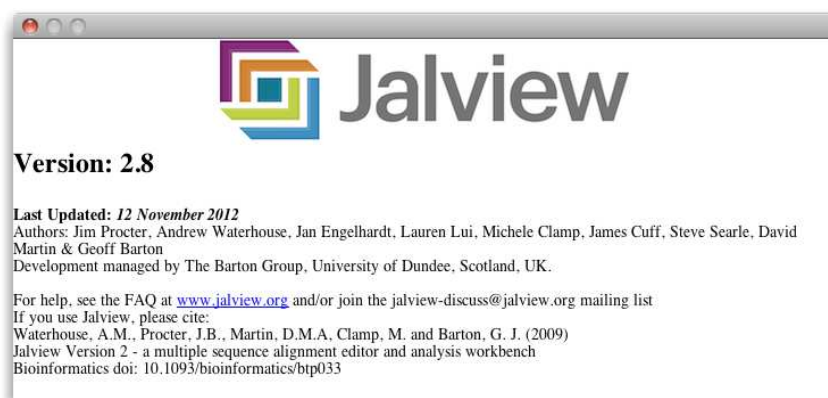 Jalview
Version: 2.8
Last Updated: 12 November 2012
Authors: Jim Procter, Andrew Waterhouse, Jan Engelhardt, Lauren Lui, Michele Clamp, James Cuff, Steve Searle, David
Martin & Geoff Barton
Development managed by The Barton Group, University of Dundee, Scotland, UK.
For help, see the FAQ at www.jalview.org and/or join the jalview-discuss@jalview.org mailing list
If you use Jalview, please cite:
Waterhouse, A.M., Procter, J.B., Martin, D.M.A, Clamp, M. and Barton, G. J. (2009)
Jalview Version 2 - a multiple sequence alignment editor and analysis workbench
Bioinformatics doi: 10.1093/bioinformatics/btp033